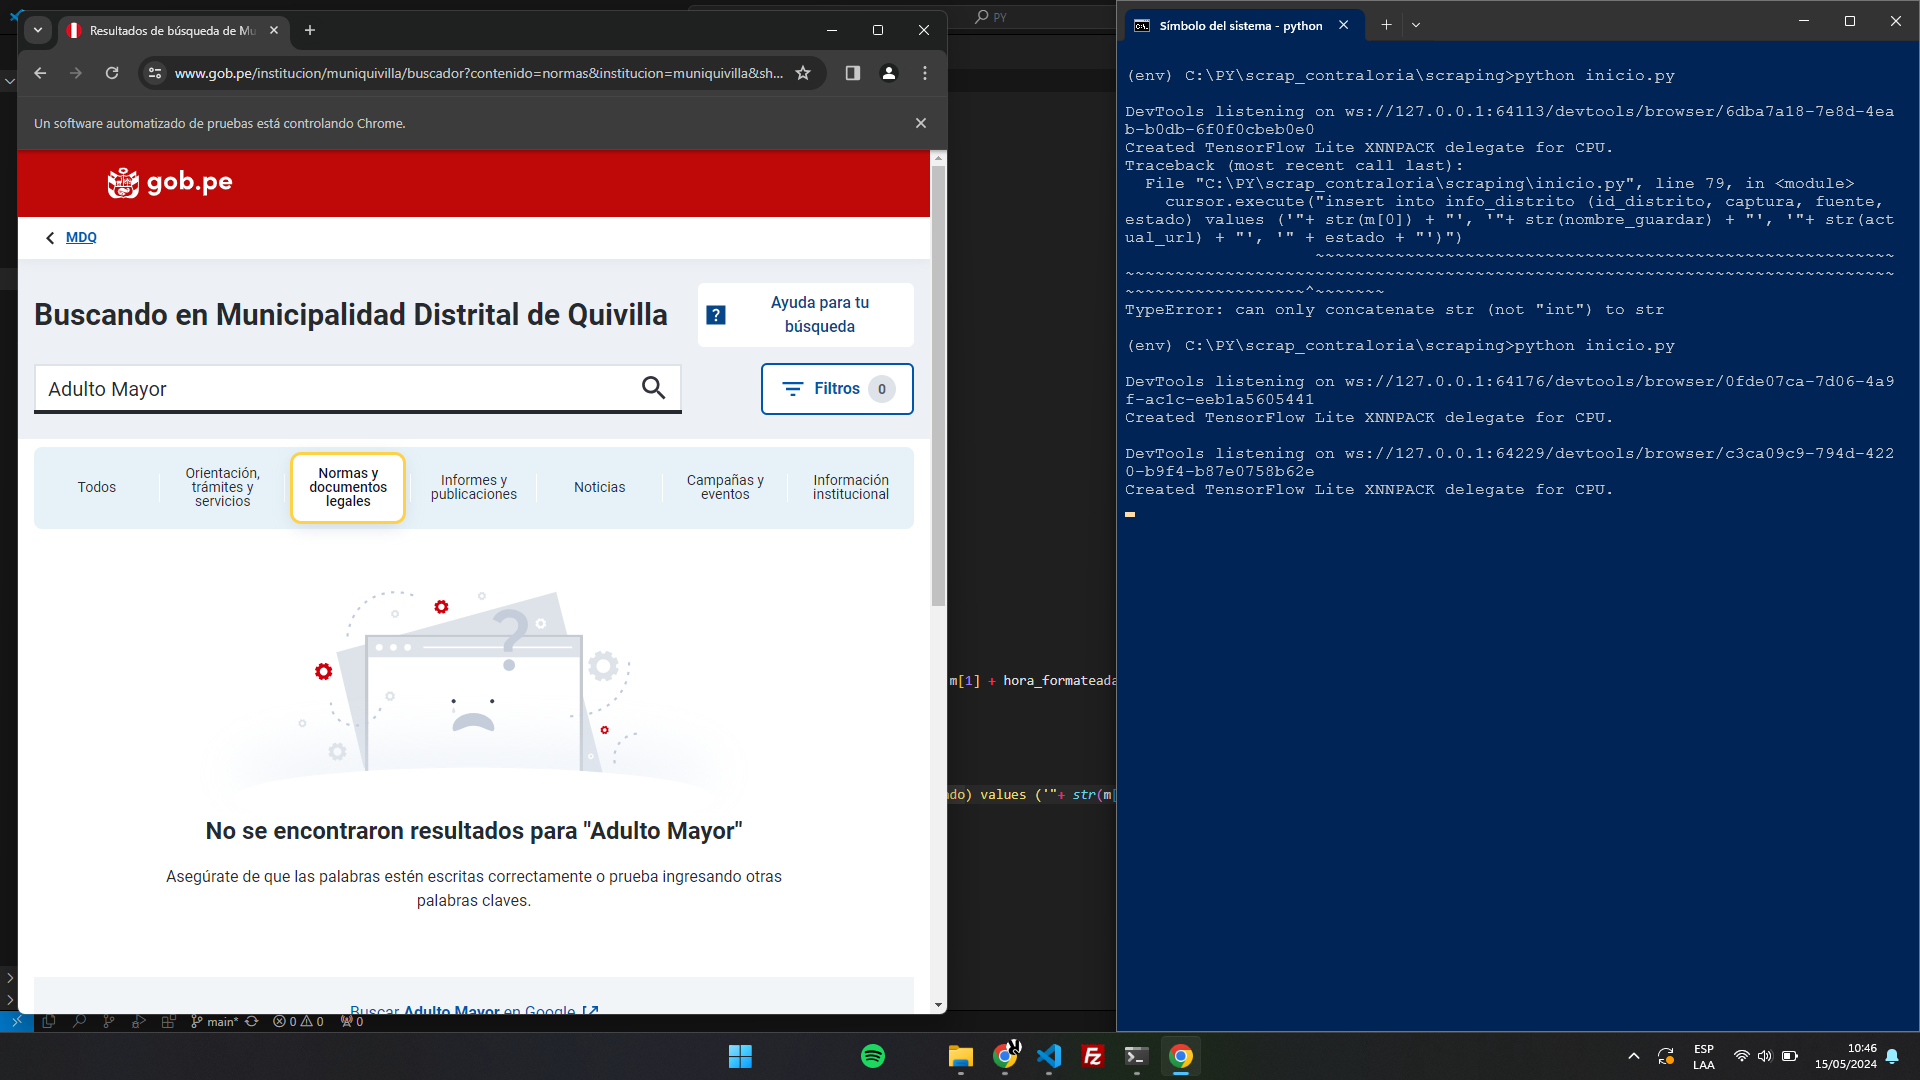 Resultados de búsqueda de Mu
www.gob.pe/institucion/muniquivilla/buscador?contenido=normas&institucion=muniquivilla&sh...
Un software automatizado de pruebas está controlando Chrome.
gob.pe
MDQ
Buscando en Municipalidad Distrital de Quivilla
? Ayuda para tu
búsqueda
Adulto Mayor
Filtros 0
Todos
Orientación,
trámites y
servicios
Normas y
documentos
legales
Informes y
publicaciones
Noticias
Campañas y
eventos
Información
institucional
?
No se encontraron resultados para "Adulto Mayor"
Asegúrate de que las palabras estén escritas correctamente o prueba ingresando otras
palabras claves.
Buscar Adulto Mayor en Google
PY
m[1] + hora_formateada
ado) values ('"+ str(m[
main* 0 0 0
Símbolo del sistema - python
(env) C:\PY\scrap_contraloria\scraping>python inicio.py
DevTools listening on ws://127.0.0.1:64113/devtools/browser/6dba7a18-7e8d-4ea
b-b0db-6f0f0cbeb0e0
Created TensorFlow Lite XNNPACK delegate for CPU.
Traceback (most recent call last):
File "C:\PY\scrap_contraloria\scraping\inicio.py", line 79, in <module>
cursor.execute("insert into info_distrito (id_distrito, captura, fuente,
estado) values ('"+ str(m[0]) + "', '"+ str(nombre_guardar) + "', '"+ str(act
ual_url) + "', '" + estado + "')")
~~~~~~~~~~~~~~~~~~~~~~~~~~~~~~~~~~~~~~~~~~~~~~~~~~~~~~~~~~
~~~~~~~~~~~~~~~~~~~~~~~~~~~~~~~~~~~~~~~~~~~~~~~~~~~~~~~~~~~~~~~~~~~~~~~~~~~~~
~~~~~~~~~~~~~~~~~~^~~~~~~~
TypeError: can only concatenate str (not "int") to str
(env) C:\PY\scrap_contraloria\scraping>python inicio.py
DevTools listening on ws://127.0.0.1:64176/devtools/browser/0fde07ca-7d06-4a9
f-ac1c-eeb1a5605441
Created TensorFlow Lite XNNPACK delegate for CPU.
DevTools listening on ws://127.0.0.1:64229/devtools/browser/c3ca09c9-794d-422
0-b9f4-b87e0758b62e
Created TensorFlow Lite XNNPACK delegate for CPU.
ESP
LAA
10:46
15/05/2024